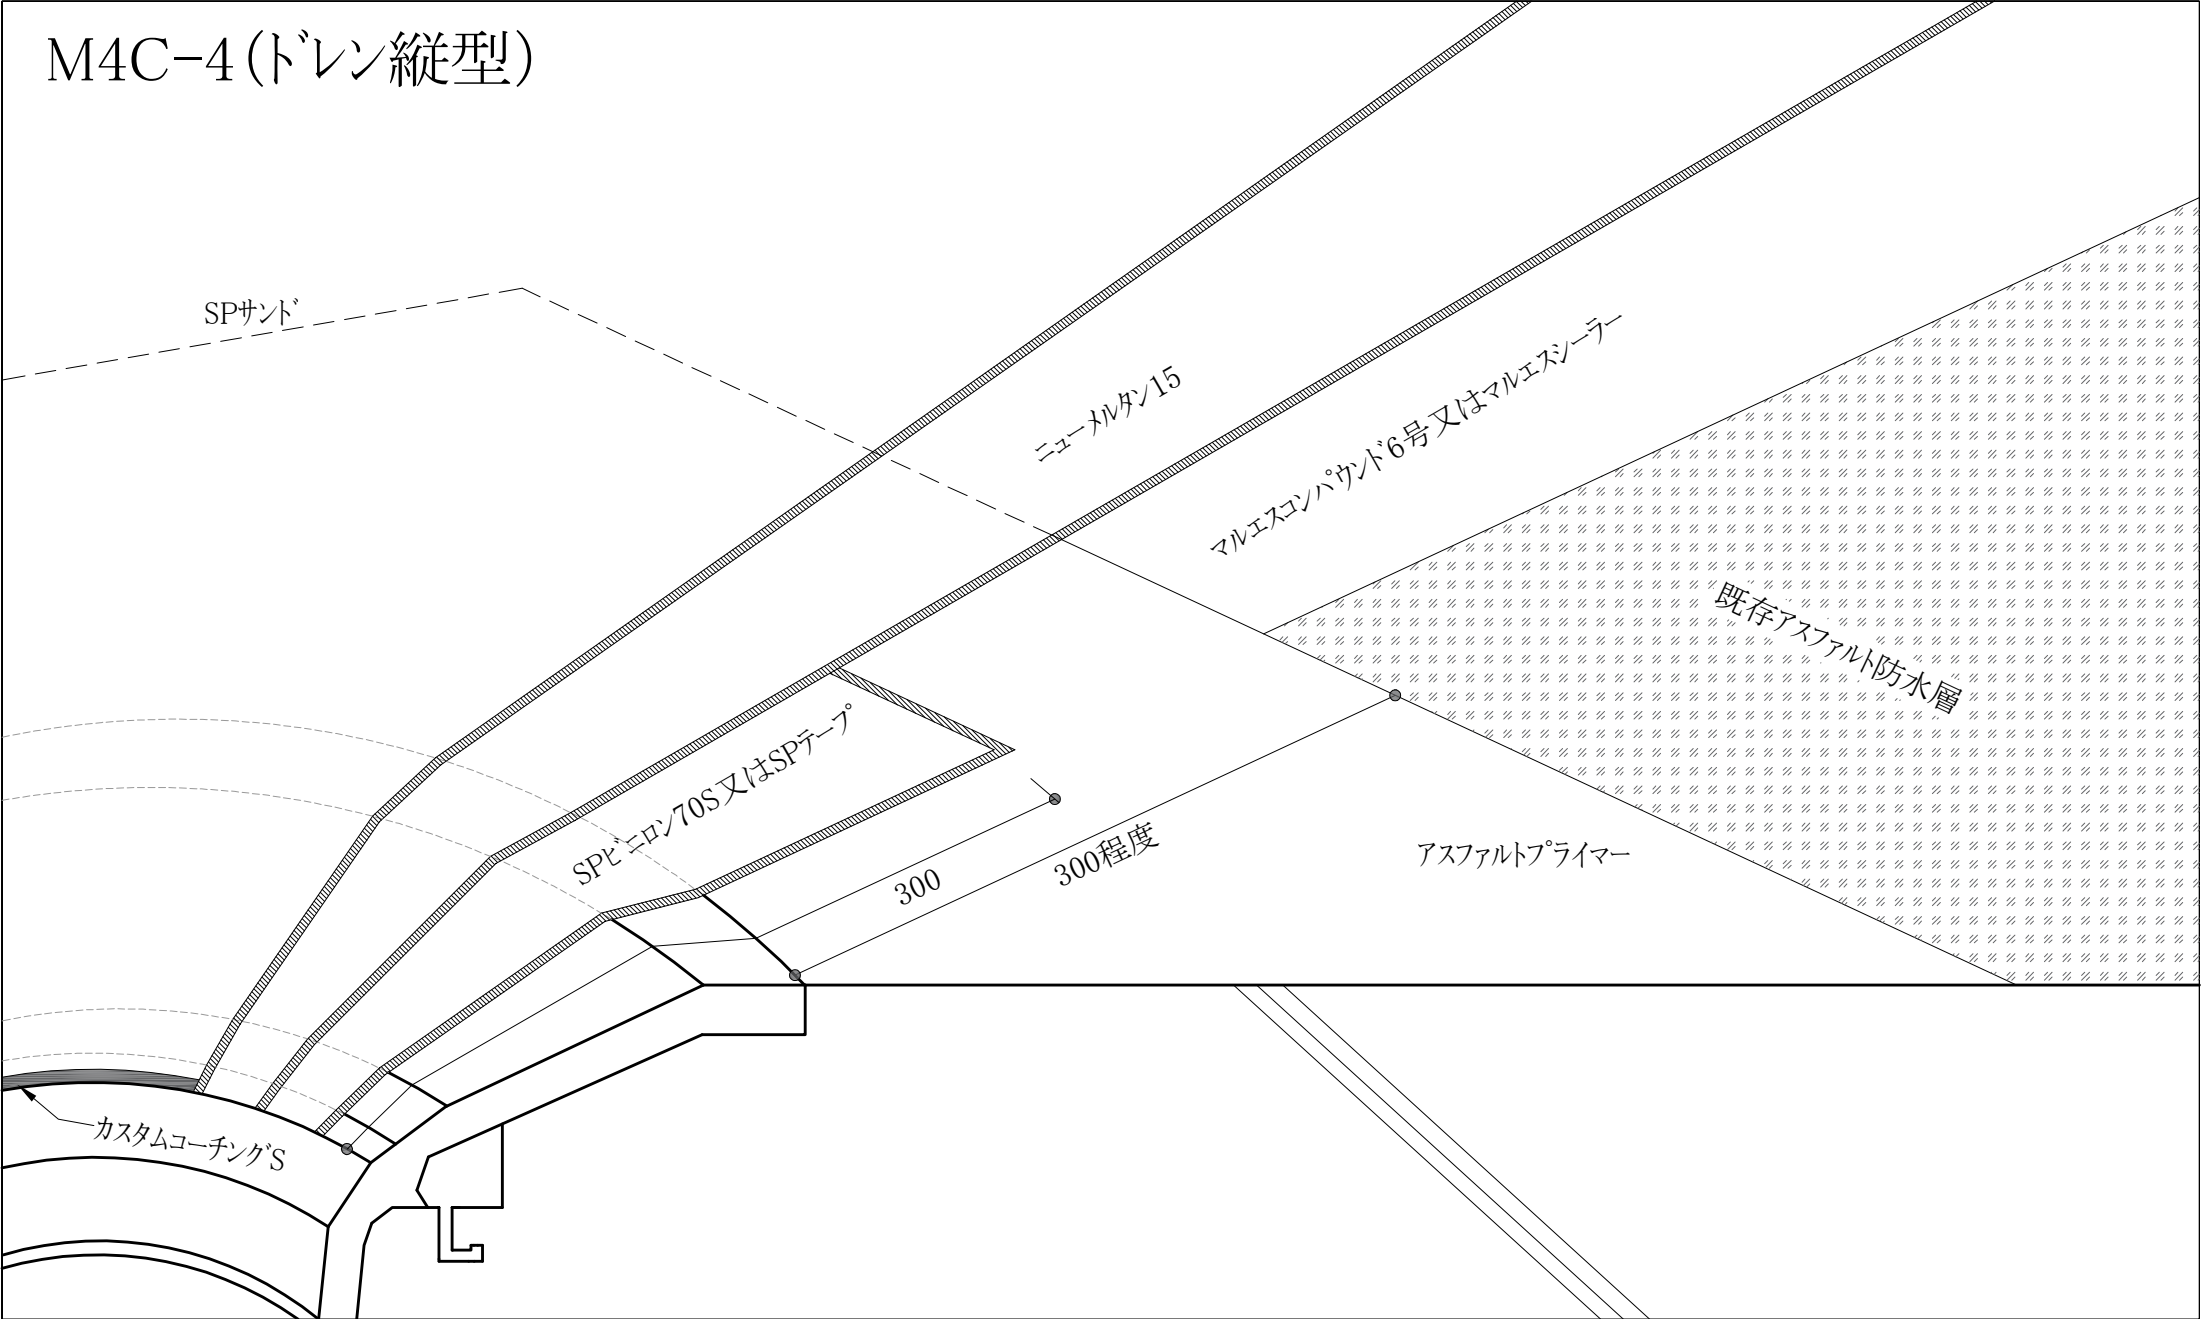 M4C-4(ドレン縦型)
SPサンド
ニューメルタン15
マルエスコンパウンド6号又はマルエスシーラー
既存アスファルト防水層
SPビニロン70S又はSPテープ
300
300程度
アスファルトプライマー
カスタムコーチングS